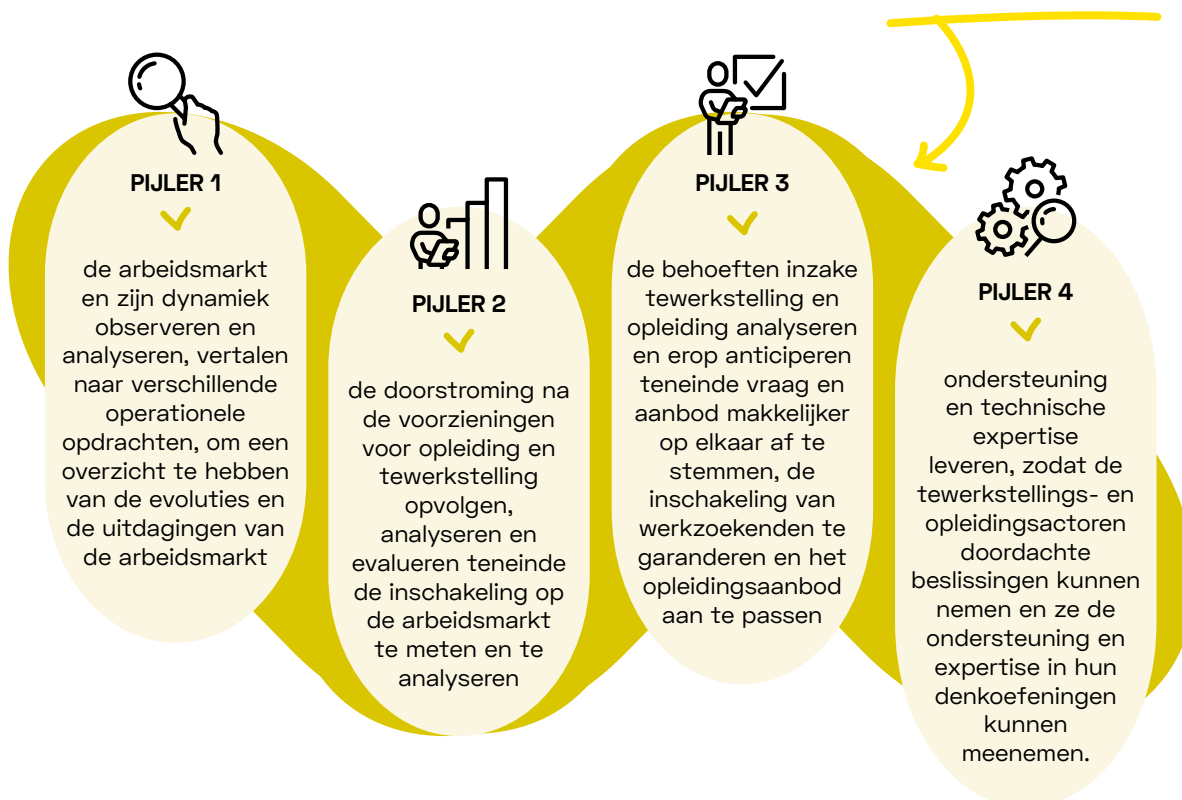 PIJLER 1
de arbeidsmarkt
en zijn dynamiek
observeren en
analyseren, vertalen
naar verschillende
operationele
opdrachten, om een
overzicht te hebben
van de evoluties en
de uitdagingen van
de arbeidsmarkt
PIJLER 2
de doorstroming na
de voorzieningen
voor opleiding en
tewerkstelling
opvolgen,
analyseren en
evalueren teneinde
de inschakeling op
de arbeidsmarkt
te meten en te
analyseren
PIJLER 3
de behoeften inzake
tewerkstelling en
opleiding analyseren
en erop anticiperen
teneinde vraag en
aanbod makkelijker
op elkaar af te
stemmen, de
inschakeling van
werkzoekenden te
garanderen en het
opleidingsaanbod
aan te passen
PIJLER 4
ondersteuning
en technische
expertise
leveren, zodat de
tewerkstellings- en
opleidingsactoren
doordachte
beslissingen kunnen
nemen en ze de
ondersteuning en
expertise in hun
denkoefeningen
kunnen
meenemen.